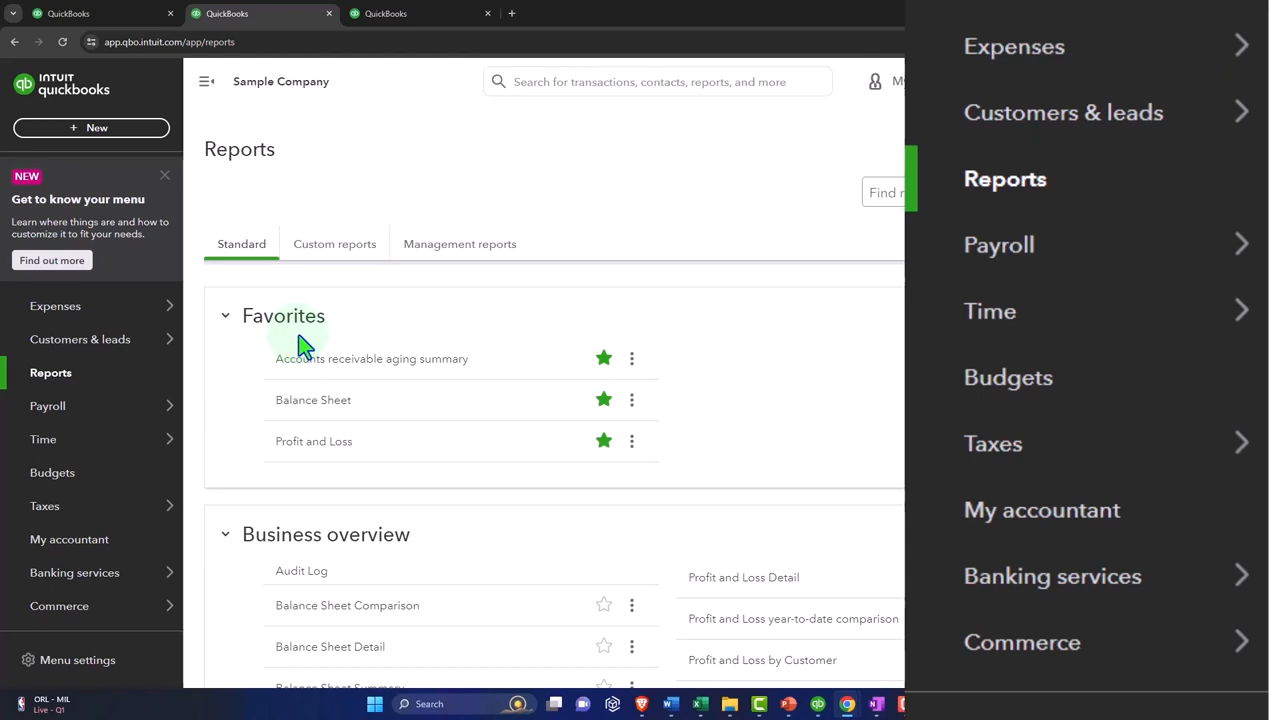 QuickBooks
QuickBooks
QuickBooks
app.qbo.intuit.com/app/reports
INTUIT
quickbooks
+ New
NEW
Get to know your menu
Learn where things are and how to
customize it to fit your needs.
Find out more
Expenses
Customers & leads
Reports
Payroll
Time
Budgets
Taxes
My accountant
Banking services
Commerce
Menu settings
Sample Company
Search for transactions, contacts, reports, and more
Reports
Standard
Custom reports
Management reports
Favorites
Accounts receivable aging summary
Balance Sheet
Profit and Loss
Business overview
Audit Log
Balance Sheet Comparison
Balance Sheet Detail
Balance Sheet Summary
Profit and Loss Detail
Profit and Loss year-to-date comparison
Profit and Loss by Customer
Find
Expenses
Customers & leads
Reports
Payroll
Time
Budgets
Taxes
My accountant
Banking services
Commerce
ORL - MIL
Live - Q1
Search